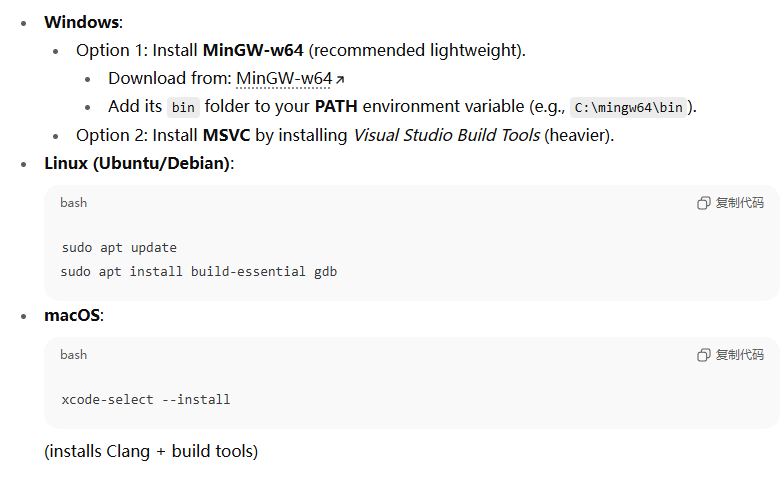 Windows:
Option 1: Install MinGW-w64 (recommended lightweight).
Download from: MinGW-w64
Add its bin folder to your PATH environment variable (e.g., C:\mingw64\bin).
Option 2: Install MSVC by installing Visual Studio Build Tools (heavier).
Linux (Ubuntu/Debian):
bash 复制代码
sudo apt update
sudo apt install build-essential gdb
macOS:
bash 复制代码
xcode-select --install
(installs Clang + build tools)